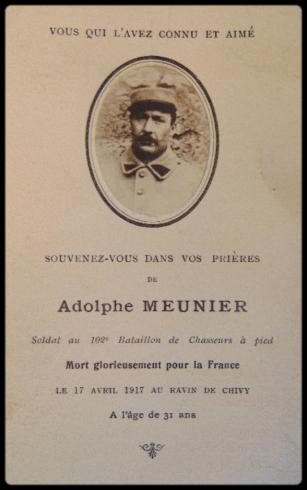 VOUS QUI L'AVEZ CONNU ET AIMÉ
SOUVENEZ-VOUS DANS VOS PRIÈRES
DE
Adolphe MEUNIER
Soldat au 102e Bataillon de Chasseurs à pied
Mort glorieusement pour la France
LE 17 AVRIL 1917 AU RAVIN DE CHIVY
A l'âge de 31 ans